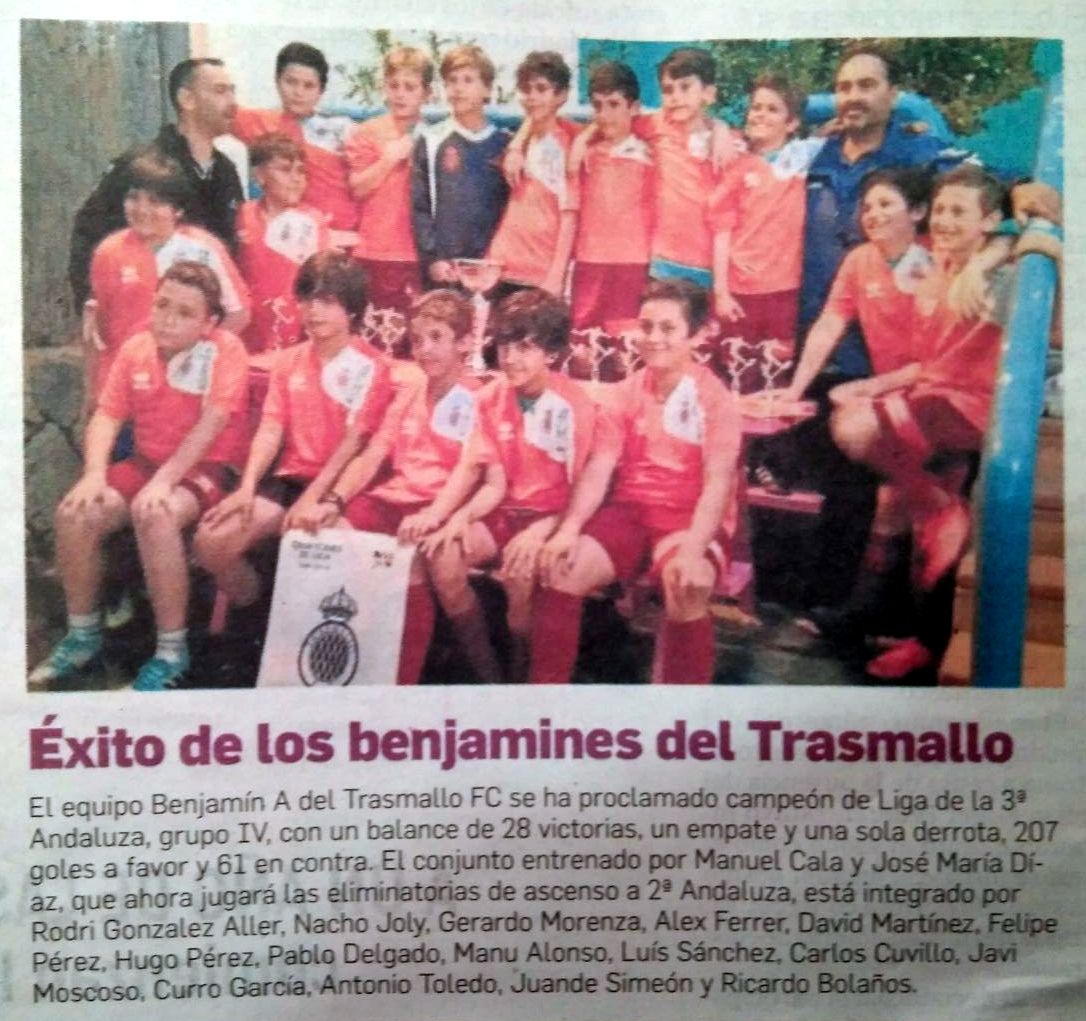 Éxito de los benjamines del Trasmallo
El equipo Benjamín A del Trasmallo FC se ha proclamado campeón de Liga de la 3ª
Andaluza, grupo IV, con un balance de 28 victorias, un empate y una sola derrota, 207
goles a favor y 61 en contra. El conjunto entrenado por Manuel Cala y José María Dí-
az, que ahora jugará las eliminatorias de ascenso a 2ª Andaluza, está integrado por
Rodri Gonzalez Aller, Nacho Joly, Gerardo Morenza, Alex Ferrer, David Martínez, Felipe
Pérez, Hugo Pérez, Pablo Delgado, Manu Alonso, Luís Sánchez, Carlos Cuvillo, Javi
Moscoso, Curro García, Antonio Toledo, Juande Simeón y Ricardo Bolaños.